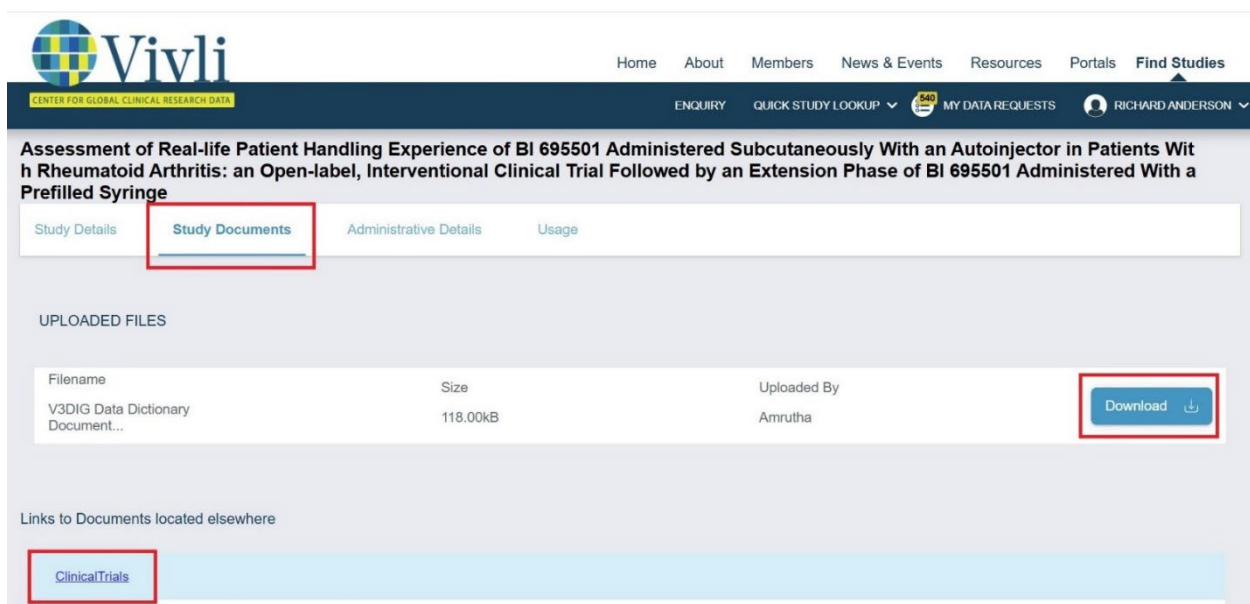 Vivli
CENTER FOR GLOBAL CLINICAL RESEARCH DATA
Home About Members News & Events Resources Portals Find Studies
ENQUIRY QUICK STUDY LOOKUP 540 MY DATA REQUESTS RICHARD ANDERSON
Assessment of Real-life Patient Handling Experience of BI 695501 Administered Subcutaneously With an Autoinjector in Patients Wit
h Rheumatoid Arthritis: an Open-label, Interventional Clinical Trial Followed by an Extension Phase of BI 695501 Administered With a
Prefilled Syringe
Study Details Study Documents Administrative Details Usage
UPLOADED FILES
Filename Size Uploaded By
V3DIG Data Dictionary 118.00kB Amrutha Download
Document...
Links to Documents located elsewhere
ClinicalTrials